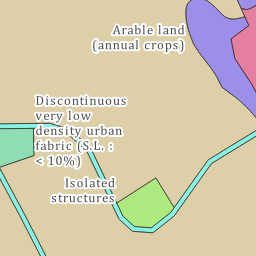 Arable land
(annual crops)
Discontinuous
very low
density urban
fabric (S.L. :
< 10%)
Isolated
structures